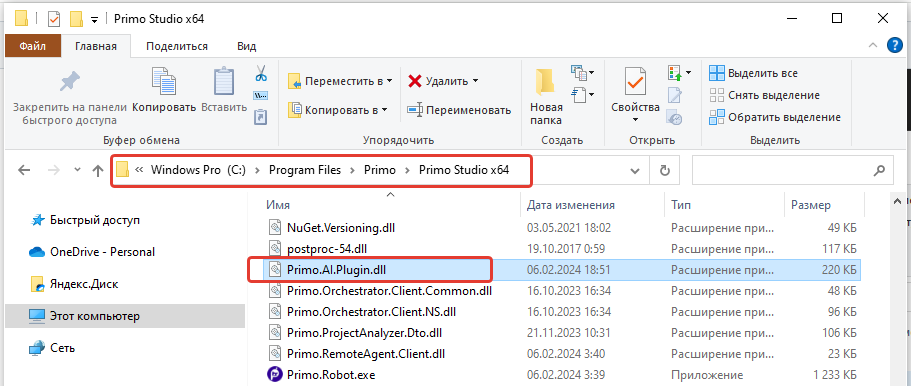 Primo Studio x64
Файл Главная Поделиться Вид
Закрепить на панели быстрого доступа
Копировать
Вставить
Буфер обмена
Переместить в
Копировать в
Удалить
Переименовать
Упорядочить
Новая папка
Создать
Свойства
Открыть
Выделить все
Снять выделение
Обратить выделение
Выделить
« Windows Pro (C:) > Program Files > Primo > Primo Studio x64
Быстрый доступ
OneDrive - Personal
Яндекс.Диск
Этот компьютер
Сеть
Имя Дата изменения Тип Размер
NuGet.Versioning.dll 03.05.2021 18:02 Расширение при... 49 КБ
postproc-54.dll 19.10.2017 0:59 Расширение при... 117 КБ
Primo.AI.Plugin.dll 06.02.2024 18:51 Расширение при... 220 КБ
Primo.Orchestrator.Client.Common.dll 16.10.2023 16:34 Расширение при... 48 КБ
Primo.Orchestrator.Client.NS.dll 16.10.2023 16:34 Расширение при... 96 КБ
Primo.ProjectAnalyzer.Dto.dll 21.11.2023 10:31 Расширение при... 106 КБ
Primo.RemoteAgent.Client.dll 06.02.2024 3:40 Расширение при... 23 КБ
Primo.Robot.exe 06.02.2024 3:39 Приложение 1 233 КБ